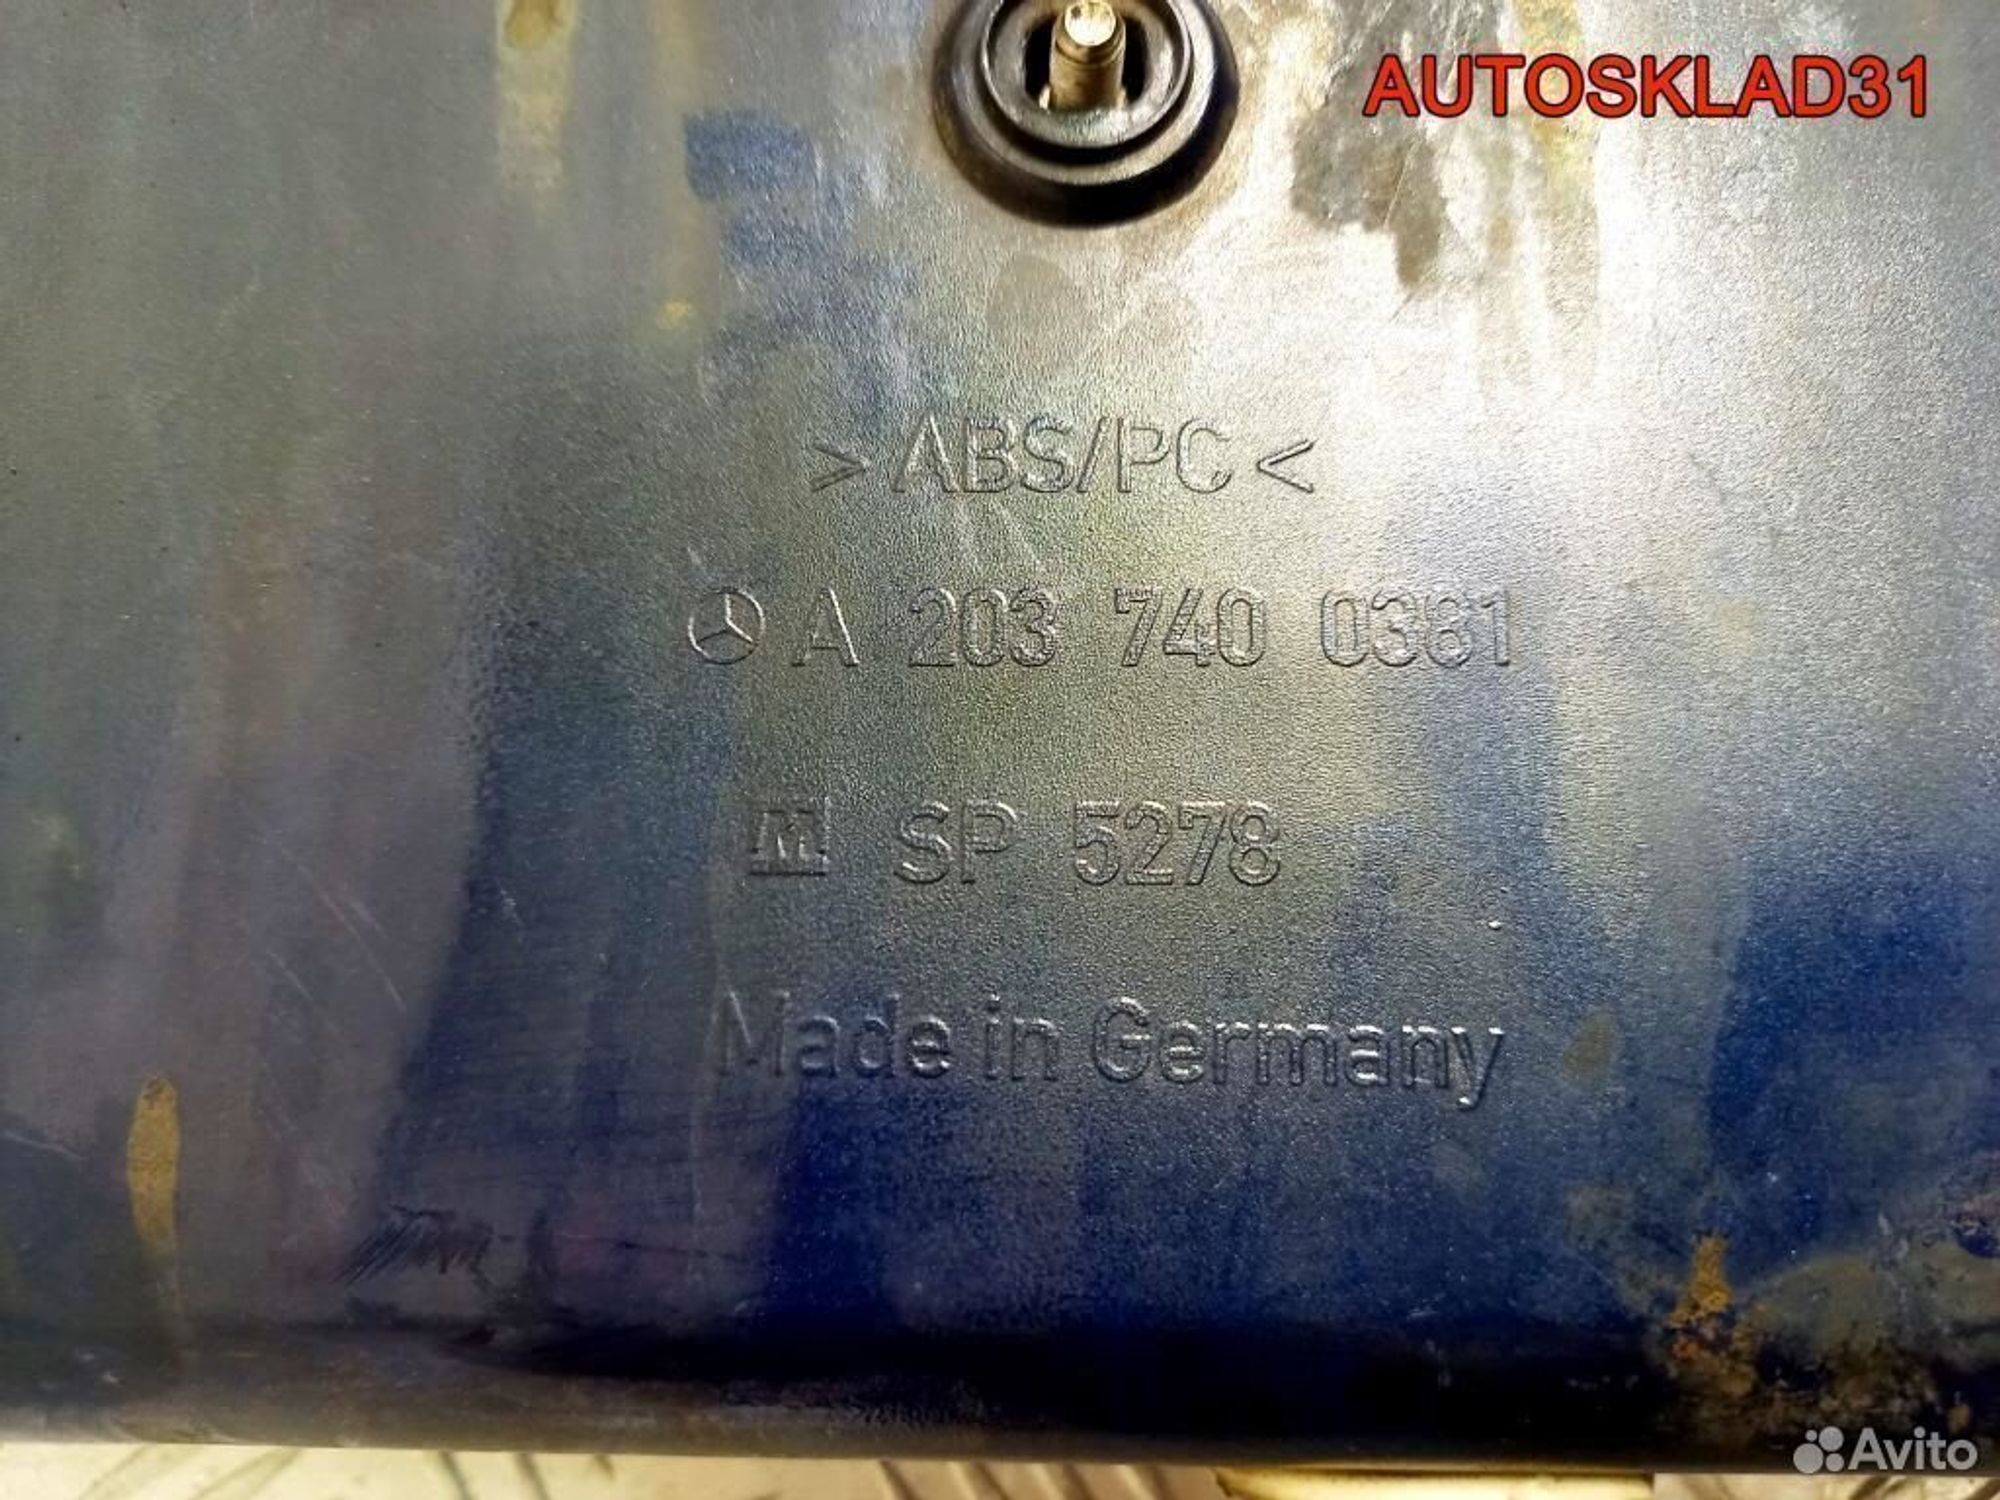 AUTOSKLAD31
>ABS/PC<
A 203 740 0381
SP 5278
Made in Germany
Avito